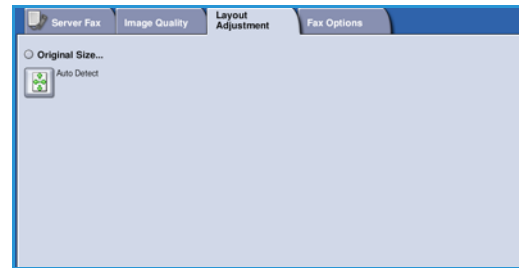 Server Fax
Image Quality
Layout
Adjustment
Fax Options
Original Size...
Auto Detect